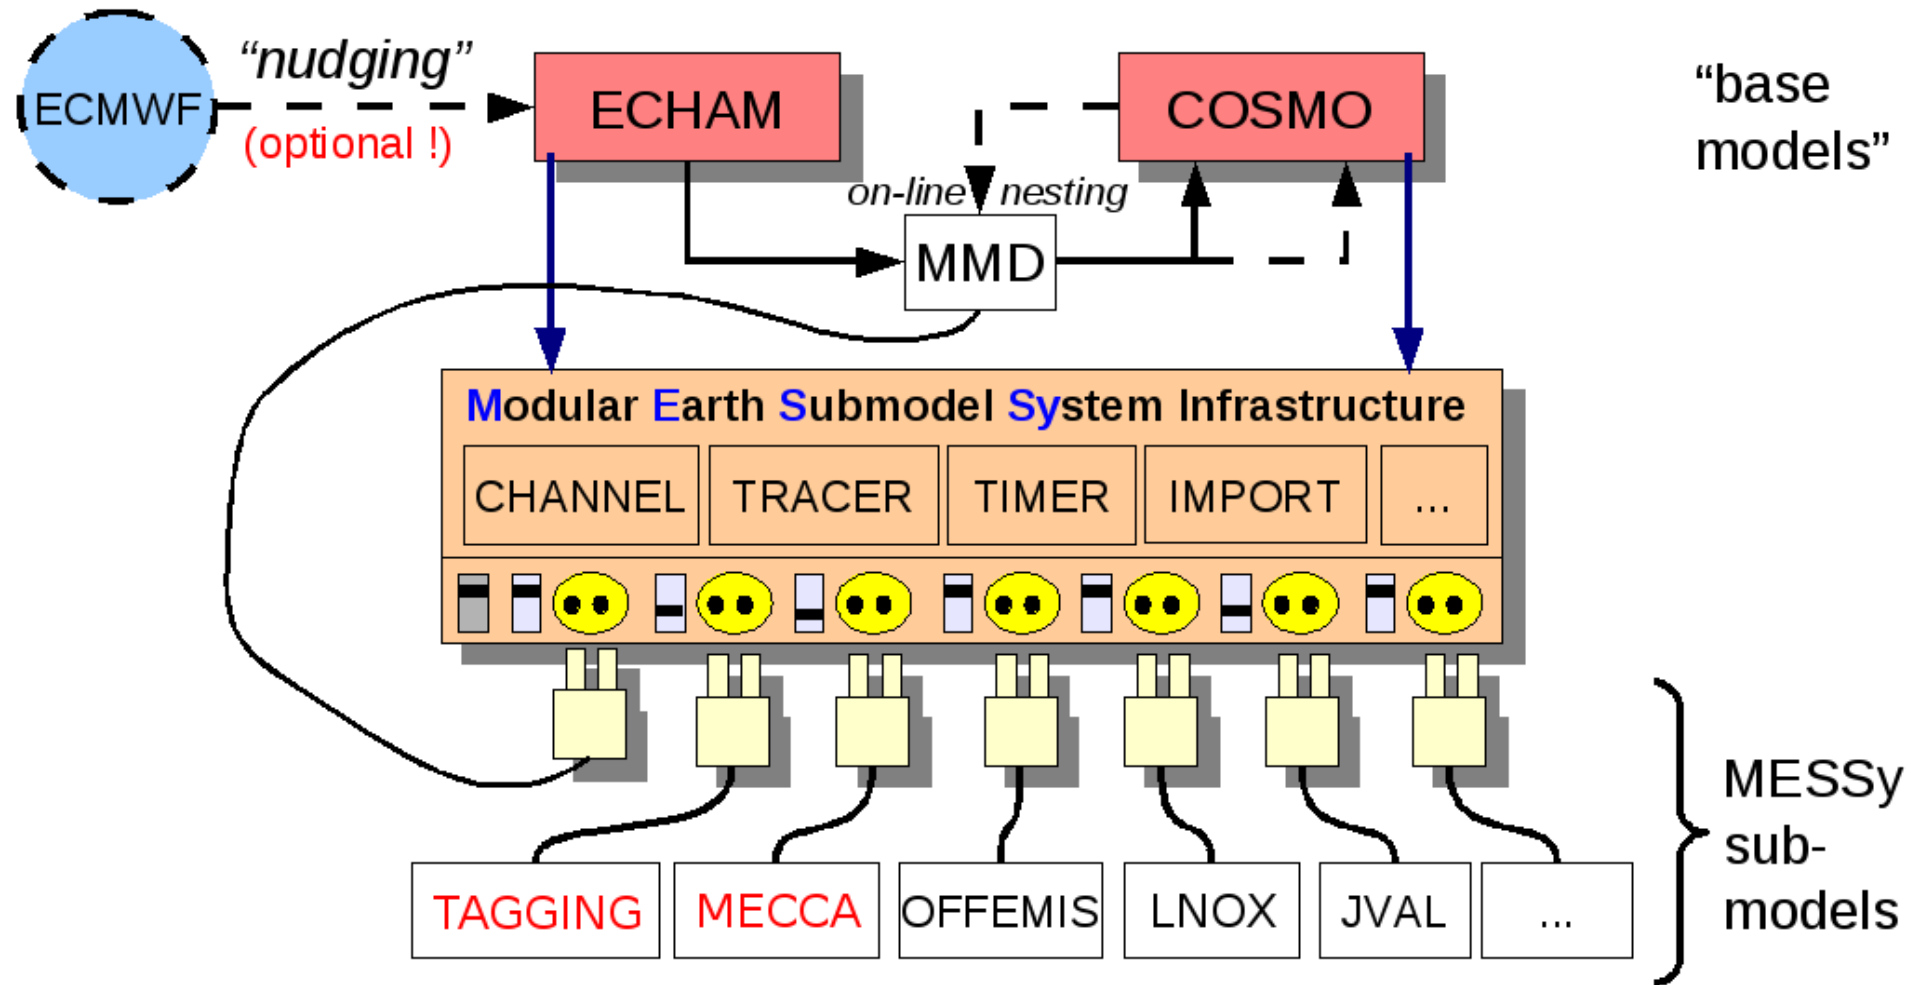 “nudging”
ECMWF
(optional !)
ECHAM
COSMO
“base
models”
on-line nesting
MMD
Modular Earth Submodel System Infrastructure
CHANNEL
TRACER
TIMER
IMPORT
...
TAGGING
MECCA
OFFEMIS
LNOX
JVAL
...
MESSy
sub-
models